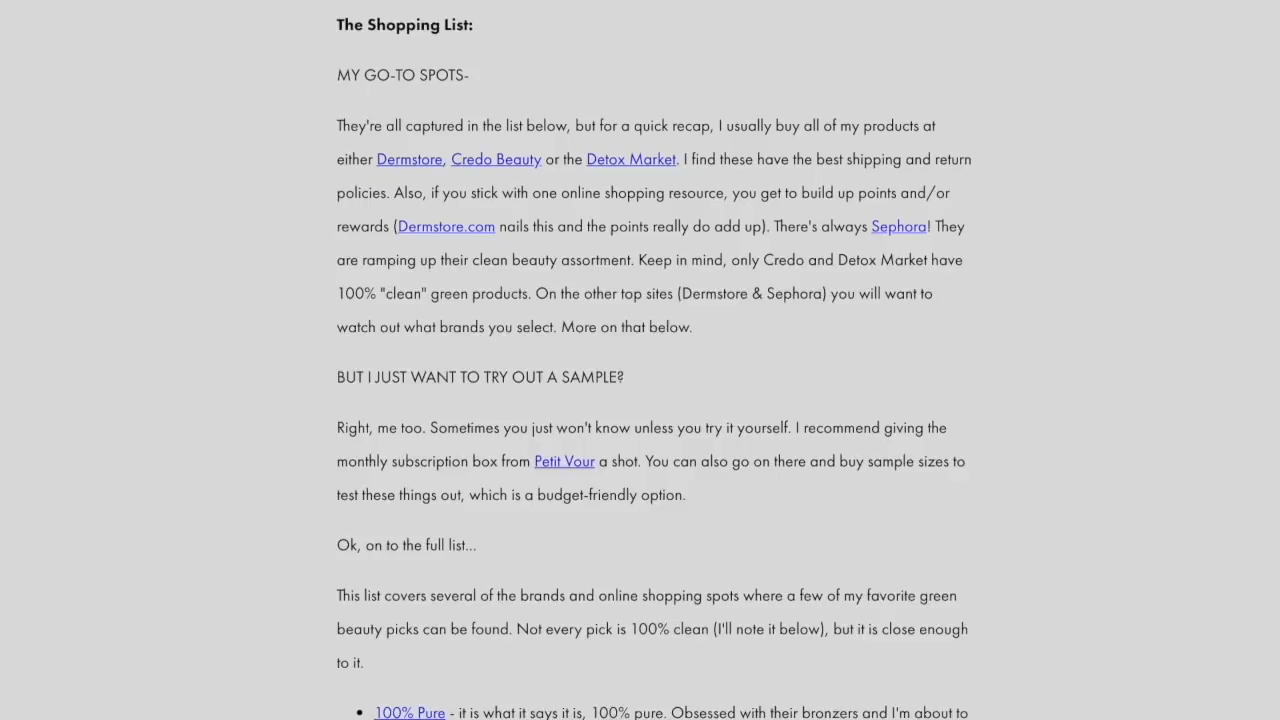 The Shopping List:
MY GO-TO SPOTS-
They're all captured in the list below, but for a quick recap, I usually buy all of my products at
either Dermstore, Credo Beauty or the Detox Market. I find these have the best shipping and return
policies. Also, if you stick with one online shopping resource, you get to build up points and/or
rewards (Dermstore.com nails this and the points really do add up). There's always Sephora! They
are ramping up their clean beauty assortment. Keep in mind, only Credo and Detox Market have
100% "clean" green products. On the other top sites (Dermstore & Sephora) you will want to
watch out what brands you select. More on that below.
BUT I JUST WANT TO TRY OUT A SAMPLE?
Right, me too. Sometimes you just won't know unless you try it yourself. I recommend giving the
monthly subscription box from Petit Vour a shot. You can also go on there and buy sample sizes to
test these things out, which is a budget-friendly option.
Ok, on to the full list...
This list covers several of the brands and online shopping spots where a few of my favorite green
beauty picks can be found. Not every pick is 100% clean (I'll note it below), but it is close enough
to it.
• 100% Pure - it is what it says it is, 100% pure. Obsessed with their bronzers and I'm about to